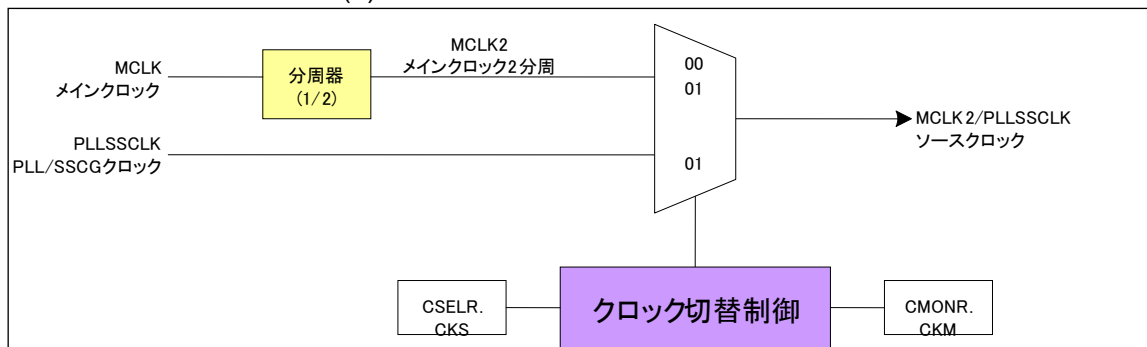 MCLK
メインクロック
分周器
(1/2)
MCLK2
メインクロック2分周
00
01
PLLSSCLK
PLL/SSCGクロック
01
MCLK2/PLLSSCLK
ソースクロック
CSELR.
CKS
クロック切替制御
CMONR.
CKM